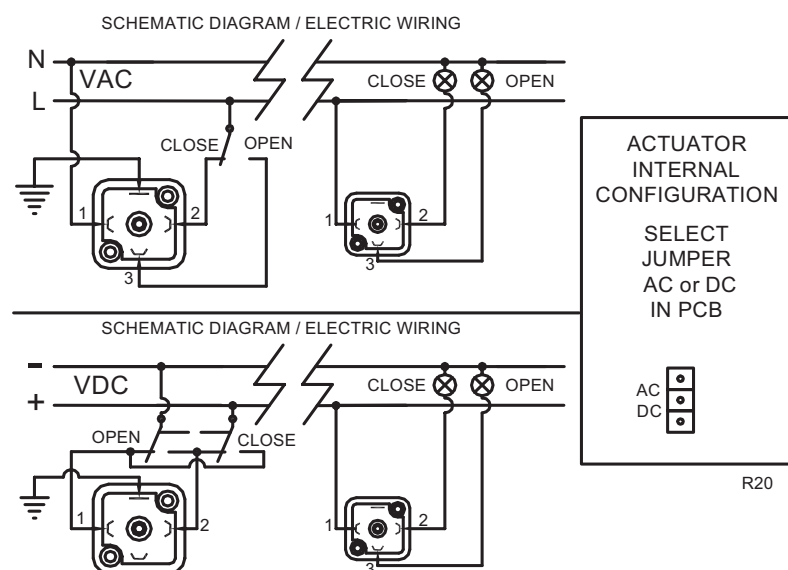 SCHEMATIC DIAGRAM / ELECTRIC WIRING
N
VAC
L
CLOSE OPEN
CLOSE OPEN
1 2
3
1 2
3
SCHEMATIC DIAGRAM / ELECTRIC WIRING
-
VDC
+
OPEN CLOSE
CLOSE OPEN
1 2
1 2
3
ACTUATOR
INTERNAL
CONFIGURATION
SELECT
JUMPER
AC or DC
IN PCB
AC
DC
R20